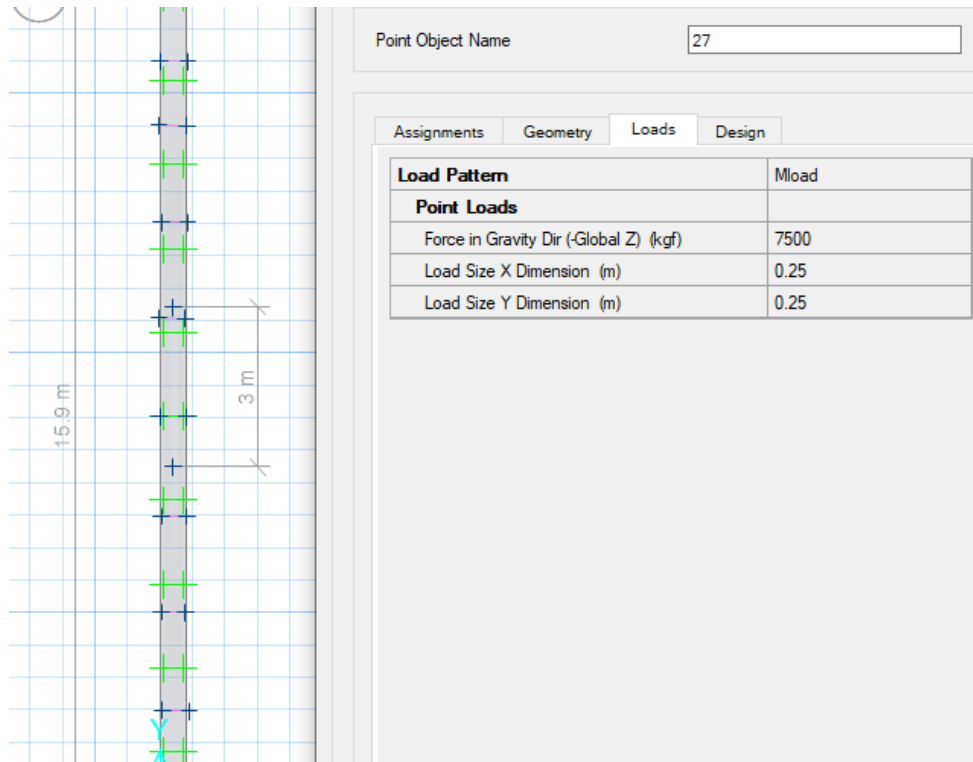 Point Object Name 27
Assignments Geometry Loads Design
Load Pattern Mload
Point Loads
Force in Gravity Dir (-Global Z) (kgf) 7500
Load Size X Dimension (m) 0.25
Load Size Y Dimension (m) 0.25
3 m
15.9 m
Y